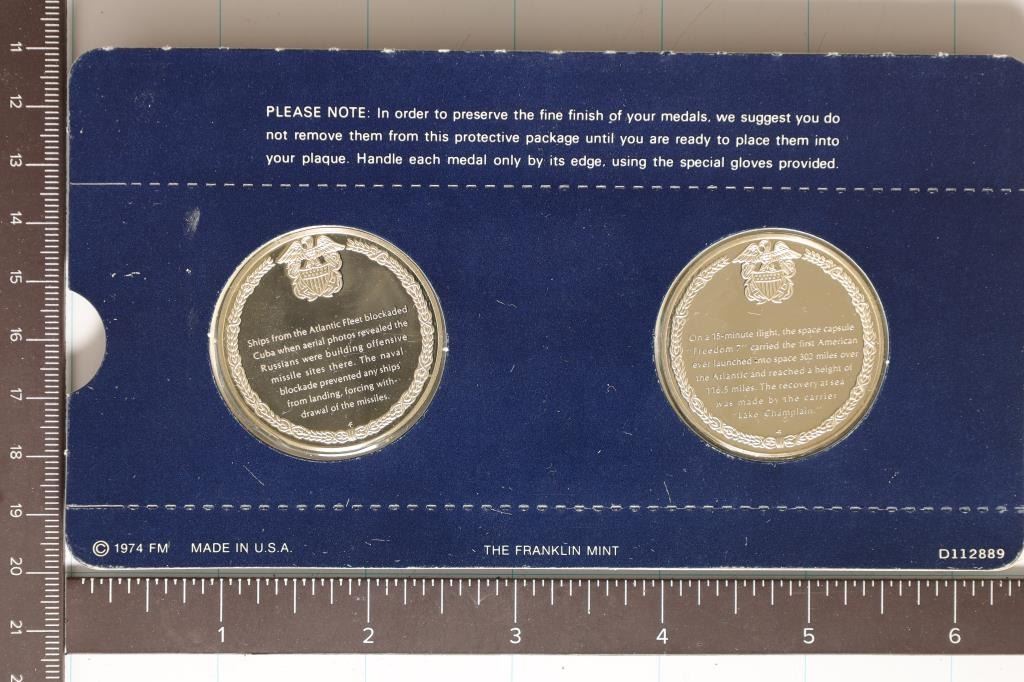 PLEASE NOTE: In order to preserve the fine finish of your medals, we suggest you do
not remove them from this protective package until you are ready to place them into
your plaque. Handle each medal only by its edge, using the special gloves provided.
Ships from the Atlantic Fleet blockaded
Cuba when aerial photos revealed the
Russians were building offensive
missile sites there. The naval
blockade prevented any ships
from landing, forcing with-
drawal of the missiles.
On a 15-minute flight, the space capsule
"Freedom 7" carried the first American
ever launched into space 302 miles over
the Atlantic and reached a height of
116.5 miles. The recovery at sea
was made by the carrier
"Lake Champlain."
© 1974 FM MADE IN U.S.A. THE FRANKLIN MINT D112889
11
12
13
14
15
16
17
18
19
20
21
1 2 3 4 5 6